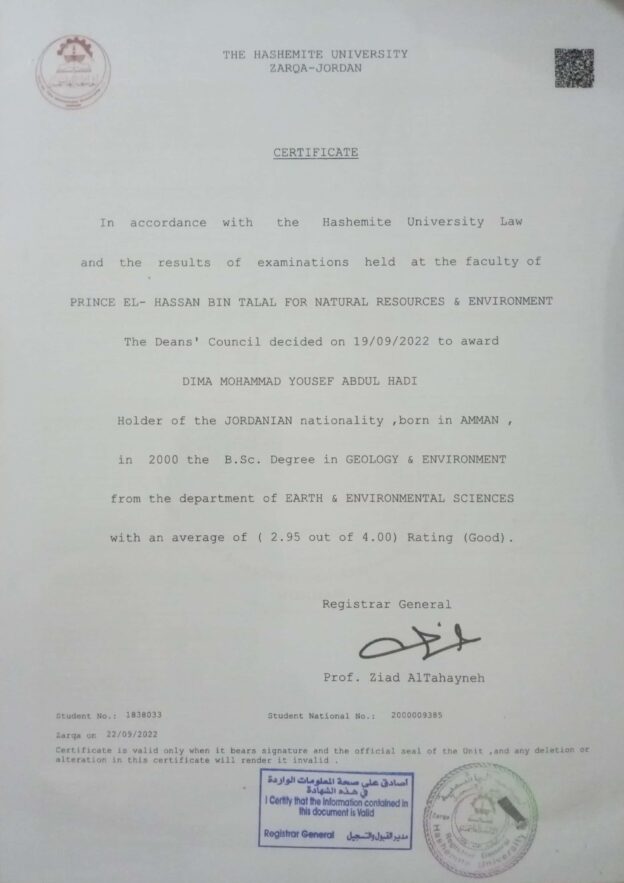 THE HASHEMITE UNIVERSITY
ZARQA-JORDAN
CERTIFICATE
In accordance with the Hashemite University Law
and the results of examinations held at the faculty of
PRINCE EL- HASSAN BIN TALAL FOR NATURAL RESOURCES & ENVIRONMENT
The Deans' Council decided on 19/09/2022 to award
DIMA MOHAMMAD YOUSEF ABDUL HADI
Holder of the JORDANIAN nationality ,born in AMMAN ,
in 2000 the B.Sc. Degree in GEOLOGY & ENVIRONMENT
from the department of EARTH & ENVIRONMENTAL SCIENCES
with an average of ( 2.95 out of 4.00) Rating (Good).
Registrar General
Prof. Ziad AlTahayneh
Student No.: 1838033 Student National No.: 2000009385
Zarqa on 22/09/2022
Certificate is valid only when it bears signature and the official seal of the Unit ,and any deletion or
alteration in this certificate will render it invalid .
أصادق على صحة المعلومات الواردة
في هذه الشهادة
I Certify that the Information contained in
this document is Valid
Registrar General مدير القبول والتسجيل
Zarqa
Registrar General
Hashemite University